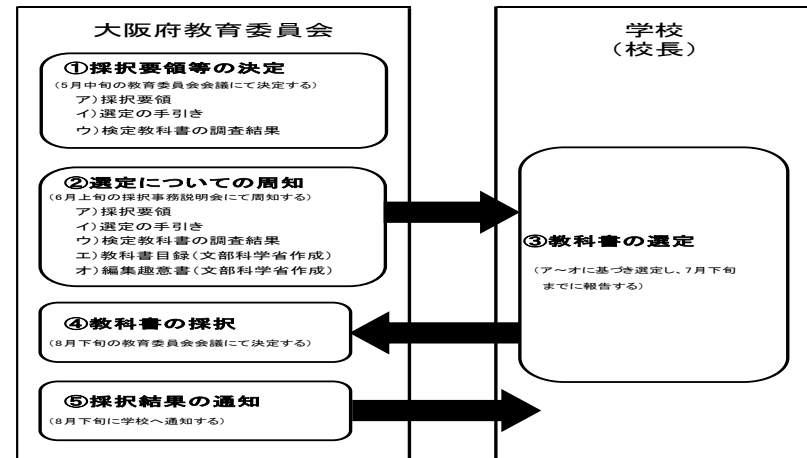 大阪府教育委員会
①採択要領等の決定
(5月中旬の教育委員会会議にて決定する)
ア)採択要領
イ)選定の手引き
ウ)検定教科書の調査結果
②選定についての周知
(6月上旬の採択事務説明会にて周知する)
ア)採択要領
イ)選定の手引き
ウ)検定教科書の調査結果
エ)教科書目録(文部科学省作成)
オ)編集趣意書(文部科学省作成)
④教科書の採択
(8月下旬の教育委員会会議にて決定する)
⑤採択結果の通知
(8月下旬に学校へ通知する)
学校
(校長)
③教科書の選定
(ア～オに基づき選定し、7月下旬
までに報告する)